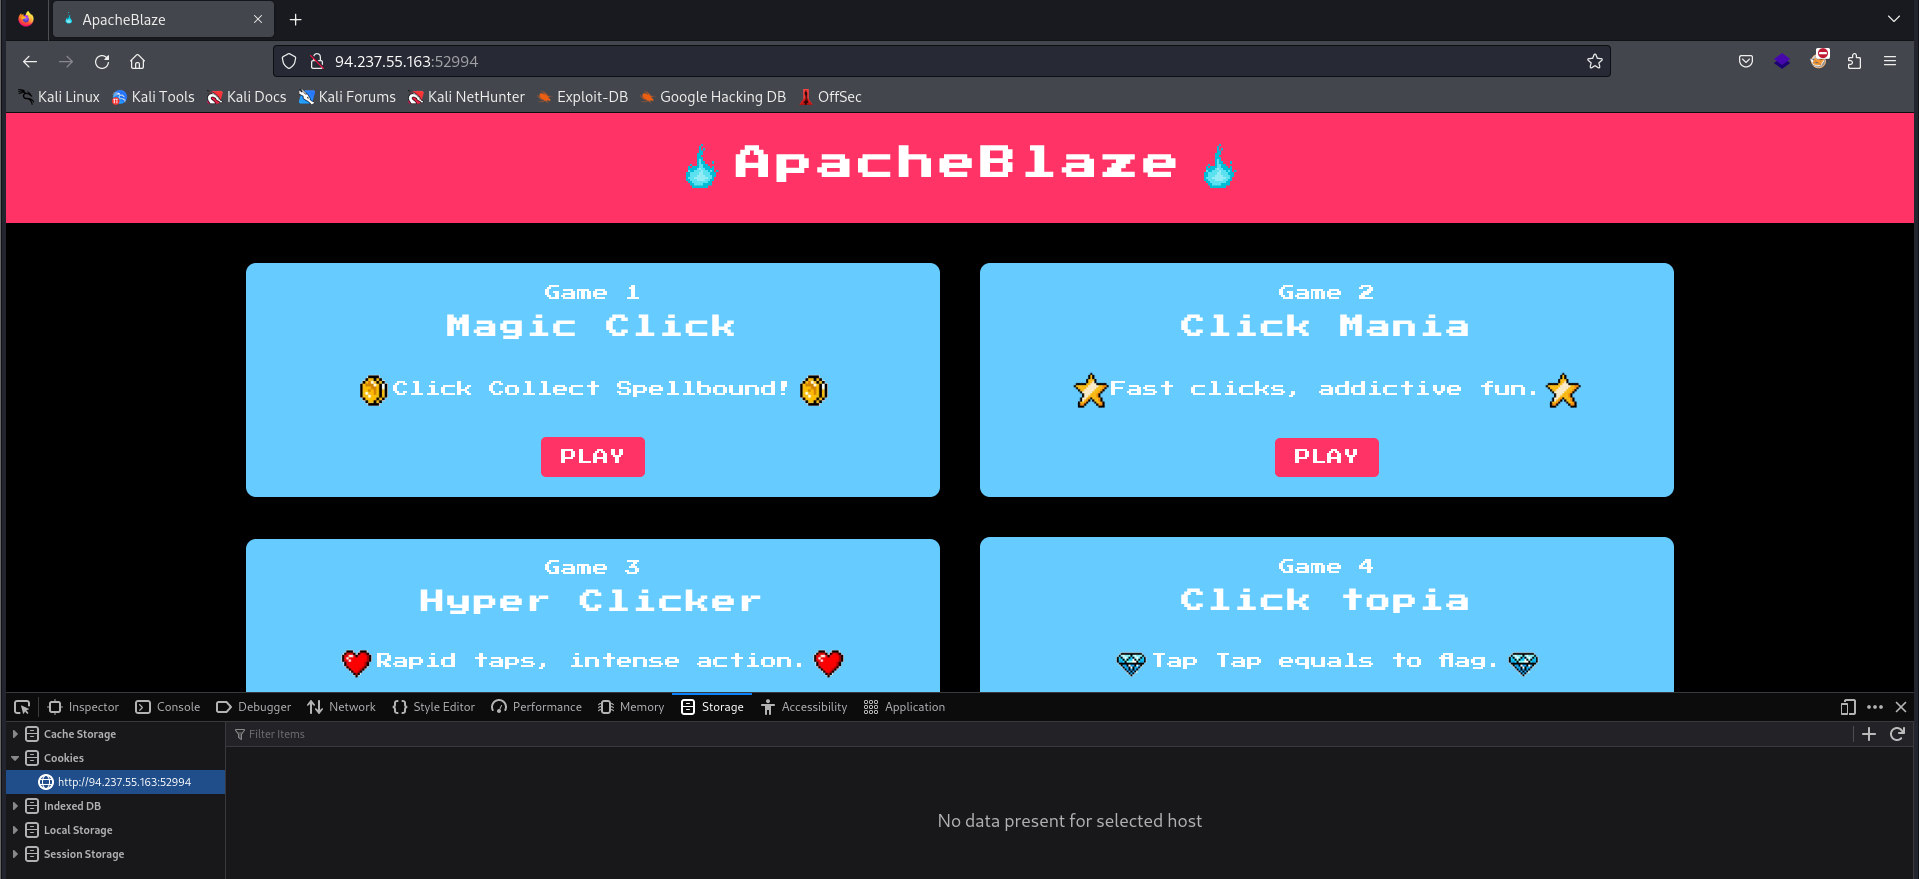 ApacheBlaze
94.237.55.163:52994
Kali Linux Kali Tools Kali Docs Kali Forums Kali NetHunter Exploit-DB Google Hacking DB OffSec
ApacheBlaze
Game 1
Magic Click
Click Collect Spellbound!
PLAY
Game 2
Click Mania
Fast clicks, addictive fun.
PLAY
Game 3
Hyper Clicker
Rapid taps, intense action.
Game 4
Click topia
Tap Tap equals to flag.
Inspector Console Debugger Network Style Editor Performance Memory Storage Accessibility Application
Cache Storage
Cookies
http://94.237.55.163:52994
Indexed DB
Local Storage
Session Storage
Filter Items
No data present for selected host